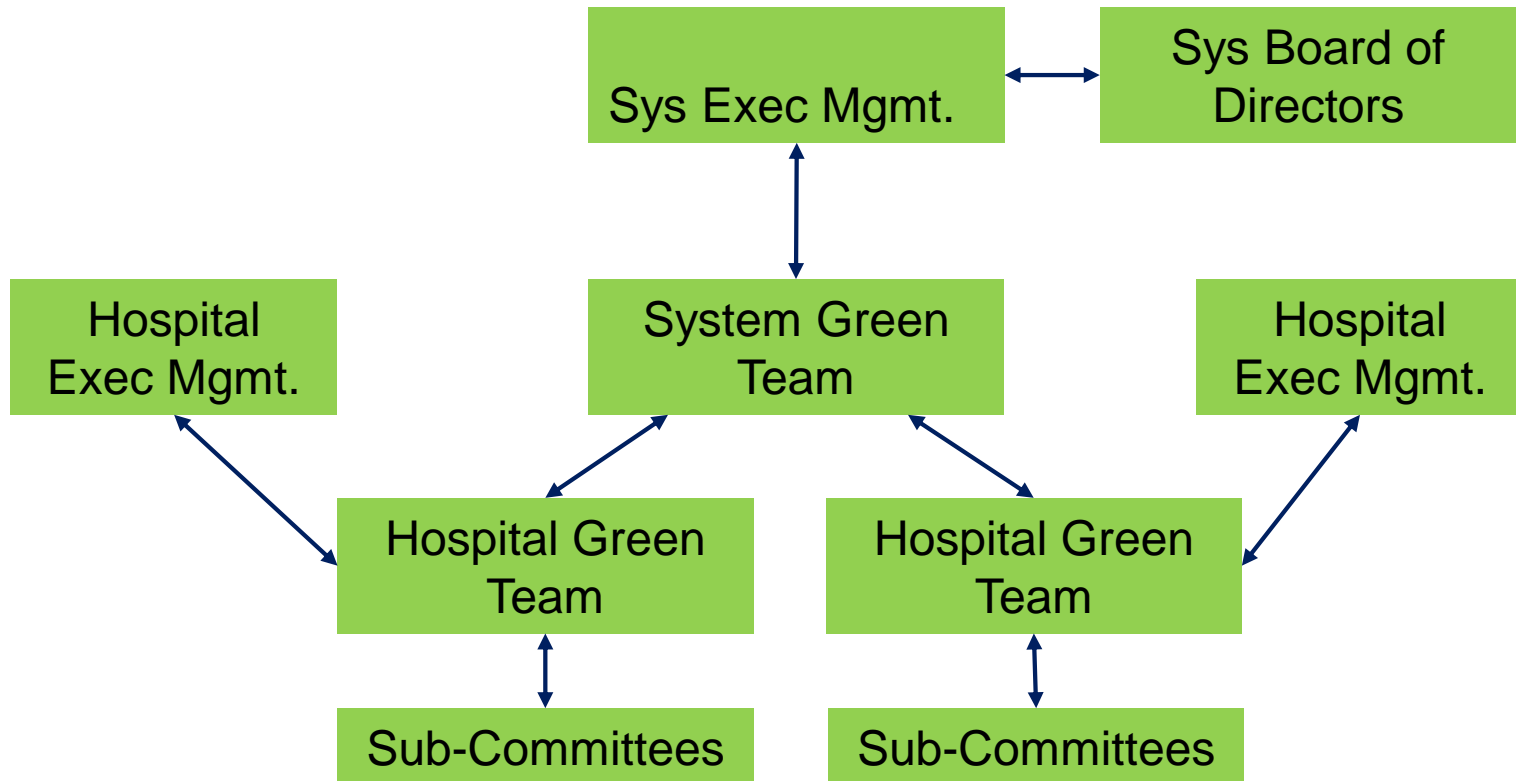 Sys Exec Mgmt.
Sys Board of
Directors
Hospital
Exec Mgmt.
System Green
Team
Hospital
Exec Mgmt.
Hospital Green
Team
Hospital Green
Team
Sub-Committees
Sub-Committees